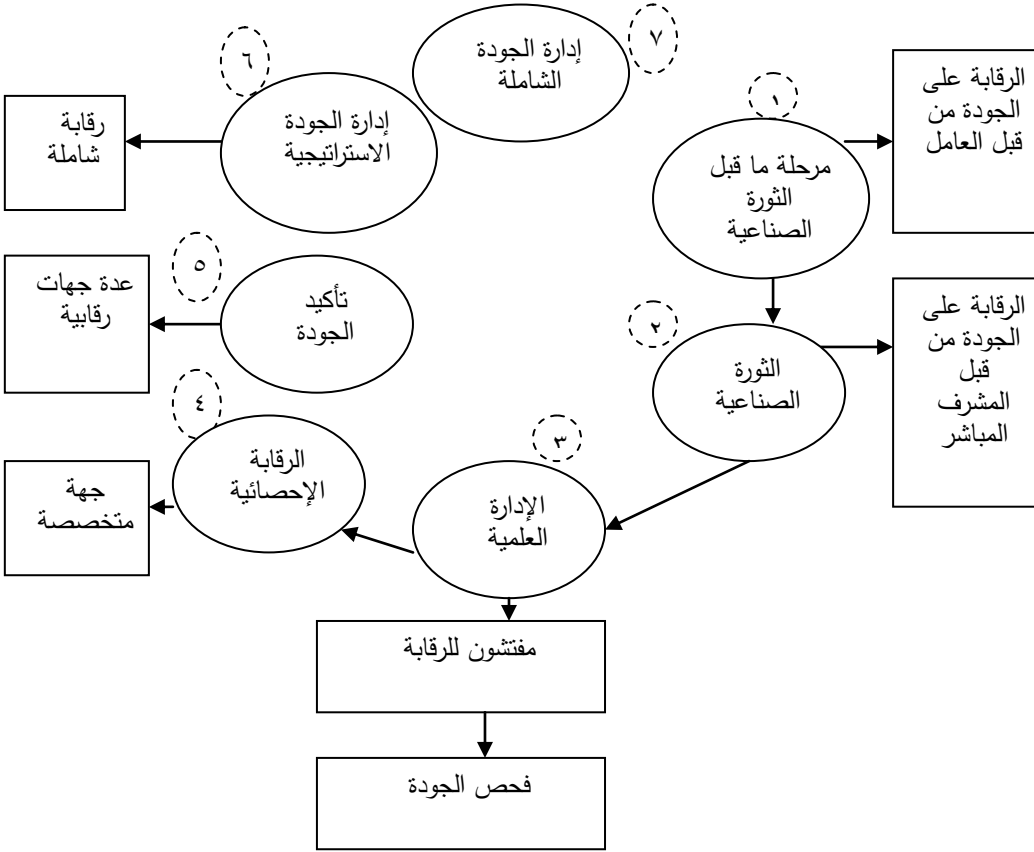 ٧
إدارة الجودة
الشاملة
٦
إدارة الجودة
الاستراتيجية
رقابة
شاملة
١
مرحلة ما قبل
الثورة
الصناعية
الرقابة على
الجودة من
قبل العامل
٥
تأكيد
الجودة
عدة جهات
رقابية
٢
الثورة
الصناعية
الرقابة على
الجودة من
قبل
المشرف
المباشر
٤
الرقابة
الإحصائية
جهة
متخصصة
٣
الإدارة
العلمية
مفتشون للرقابة
فحص الجودة